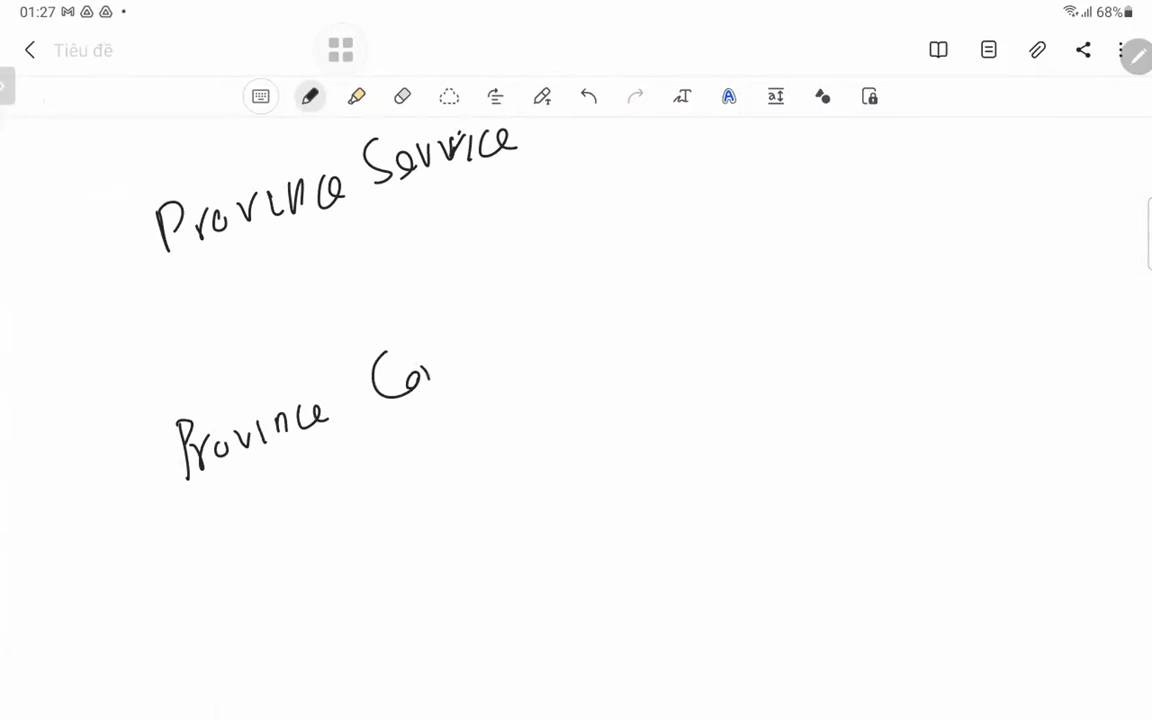 01:27
68%
Tiêu đề
Province Service
Province Co